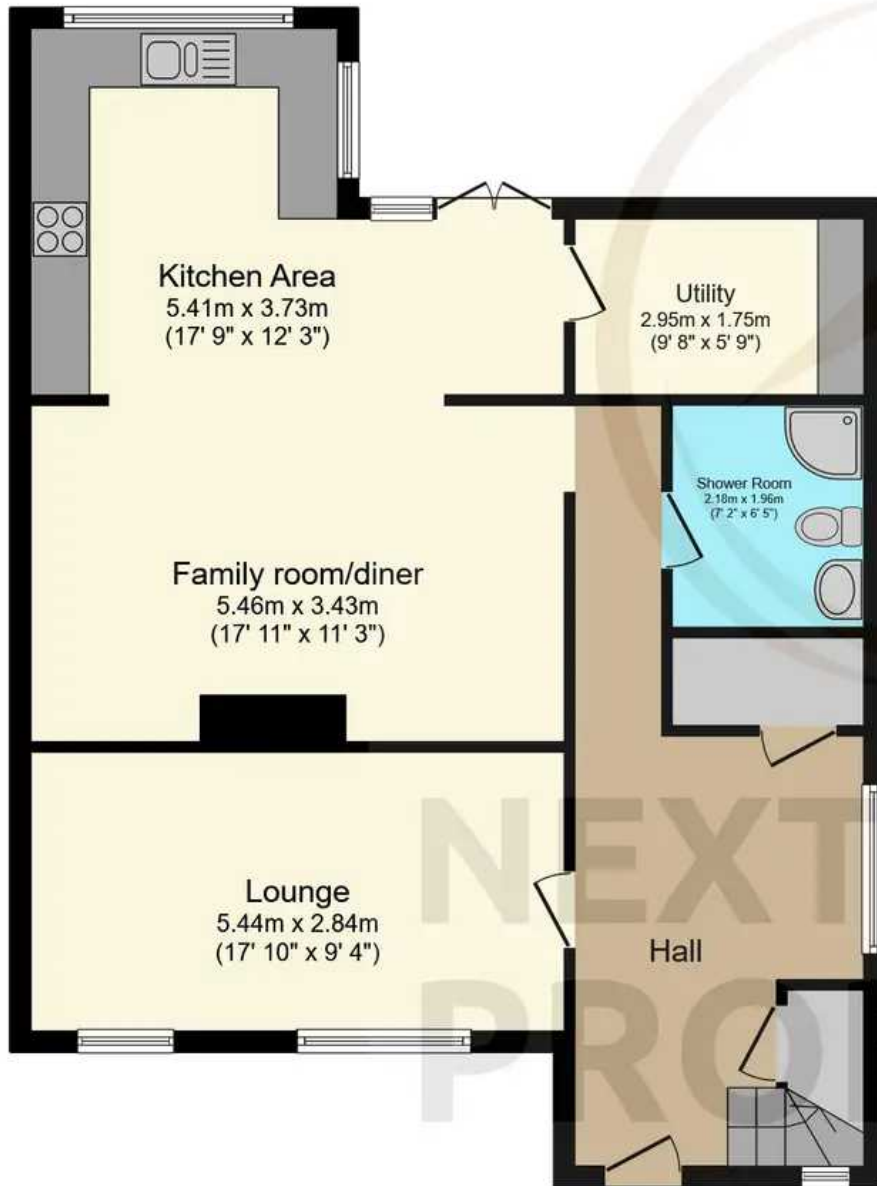 Kitchen Area
5.41m x 3.73m
(17' 9" x 12' 3")
Utility
2.95m x 1.75m
(9' 8" x 5' 9")
Shower Room
2.18m x 1.96m
(7' 2" x 6' 5")
Family room/diner
5.46m x 3.43m
(17' 11" x 11' 3")
Lounge
5.44m x 2.84m
(17' 10" x 9' 4")
Hall
NEXT
PRO